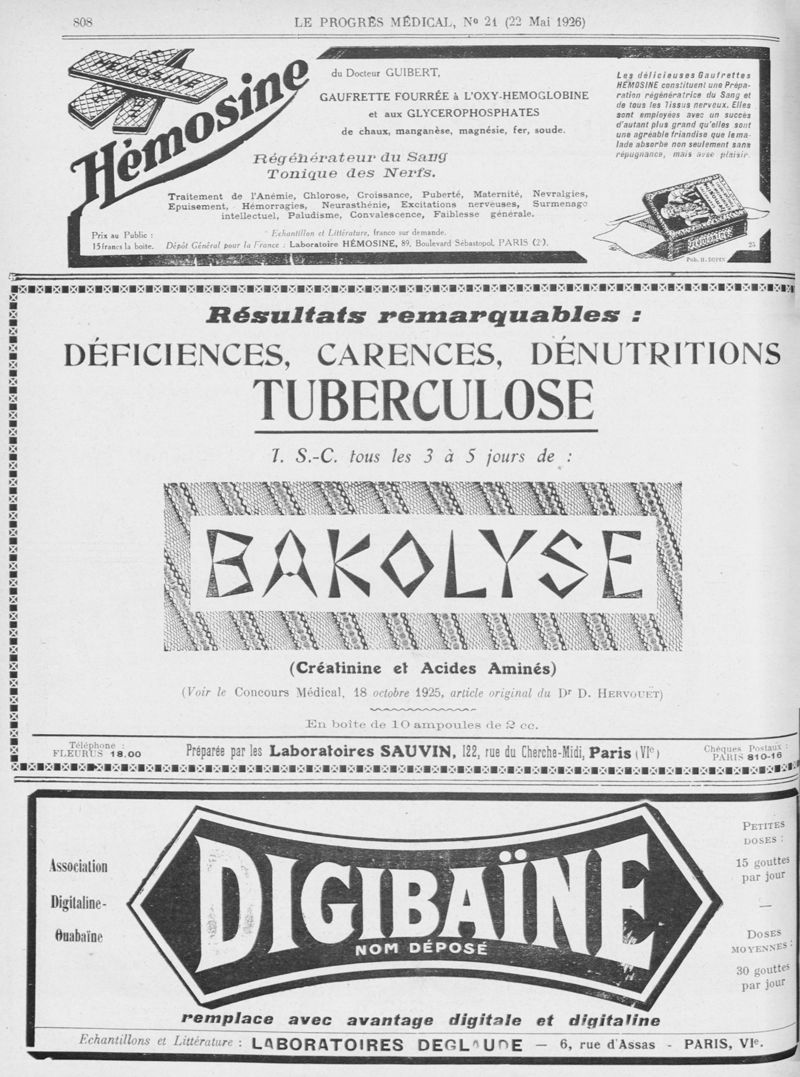 808 LE PROGRÈS MÉDICAL, Nº 21 (22 Mai 1926)
HÉMOSINE
Hémosine
du Docteur GUIBERT,
GAUFRETTE FOURRÉE à L'OXY-HEMOGLOBINE
et aux GLYCEROPHOSPHATES
de chaux, manganèse, magnésie, fer, soude.
Régénérateur du Sang
Tonique des Nerfs.
Les délicieuses Gaufrettes
HÉMOSINE constituent une Prépa-
ration régénératrice du Sang et
de tous les Tissus nerveux. Elles
sont employées avec un succès
d'autant plus grand qu'elles sont
une agréable friandise que le ma-
lade absorbe non seulement sans
répugnance, mais avec plaisir.
Traitement de l'Anémie, Chlorose, Croissance, Puberté, Maternité, Nevralgies,
Epuisement, Hémorragies, Neurasthénie, Excitations nerveuses, Surmenage
intellectuel, Paludisme, Convalescence, Faiblesse générale.
Prix au Public :
15 francs la boite.
Echantillon et Littérature, franco sur demande.
Dépôt Général pour la France : Laboratoire HÉMOSINE, 89, Boulevard Sébastopol, PARIS (2ᵉ).
Hémosine
25
Pub. H. DUPIN
Résultats remarquables :
DÉFICIENCES, CARENCES, DÉNUTRITIONS
TUBERCULOSE
I. S.-C. tous les 3 à 5 jours de :
BAKOLYSE
(Créatinine et Acides Aminés)
(Voir le Concours Médical, 18 octobre 1925, article original du Dʳ D. HERVOUËT)
En boîte de 10 ampoules de 2 cc.
Téléphone :
FLEURUS 18.00
Préparée par les Laboratoires SAUVIN, 122, rue du Cherche-Midi, Paris (VIᵉ)
Chèques Postaux :
PARIS 810-16
Association
Digitaline-
Ouabaïne
DIGIBAÏNE
NOM DÉPOSÉ
PETITES
DOSES :
15 gouttes
par jour
—
DOSES
MOYENNES :
30 gouttes
par jour
remplace avec avantage digitale et digitaline
Echantillons et Littérature : LABORATOIRES DEGLAUDE — 6, rue d'Assas - PARIS, VIᵉ.